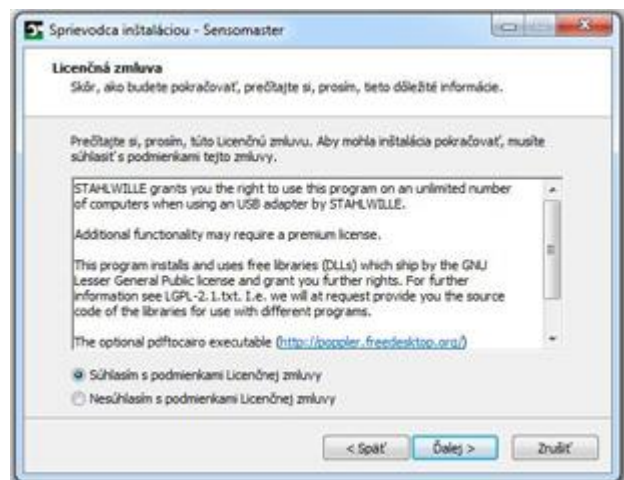 Sprievodca inštaláciou - Sensomaster
Licenčná zmluva
Skôr, ako budete pokračovať, prečítajte si, prosím, tieto dôležité informácie.
Prečítajte si, prosím, túto Licenčnú zmluvu. Aby mohla inštalácia pokračovať, musíte
súhlasiť s podmienkami tejto zmluvy.
STAHLWILLE grants you the right to use this program on an unlimited number
of computers when using an USB adapter by STAHLWILLE.
Additional functionality may require a premium license.
This program installs and uses free libraries (DLLs) which ship by the GNU
Lesser General Public license and grant you further rights. For further
information see LGPL-2.1.txt. I.e. we will at request provide you the source
code of the libraries for use with different programs.
The optional pdftocairo executable (http://poppler.freedesktop.org/)
Súhlasím s podmienkami Licenčnej zmluvy
Nesúhlasím s podmienkami Licenčnej zmluvy
< Späť Ďalej > Zrušiť